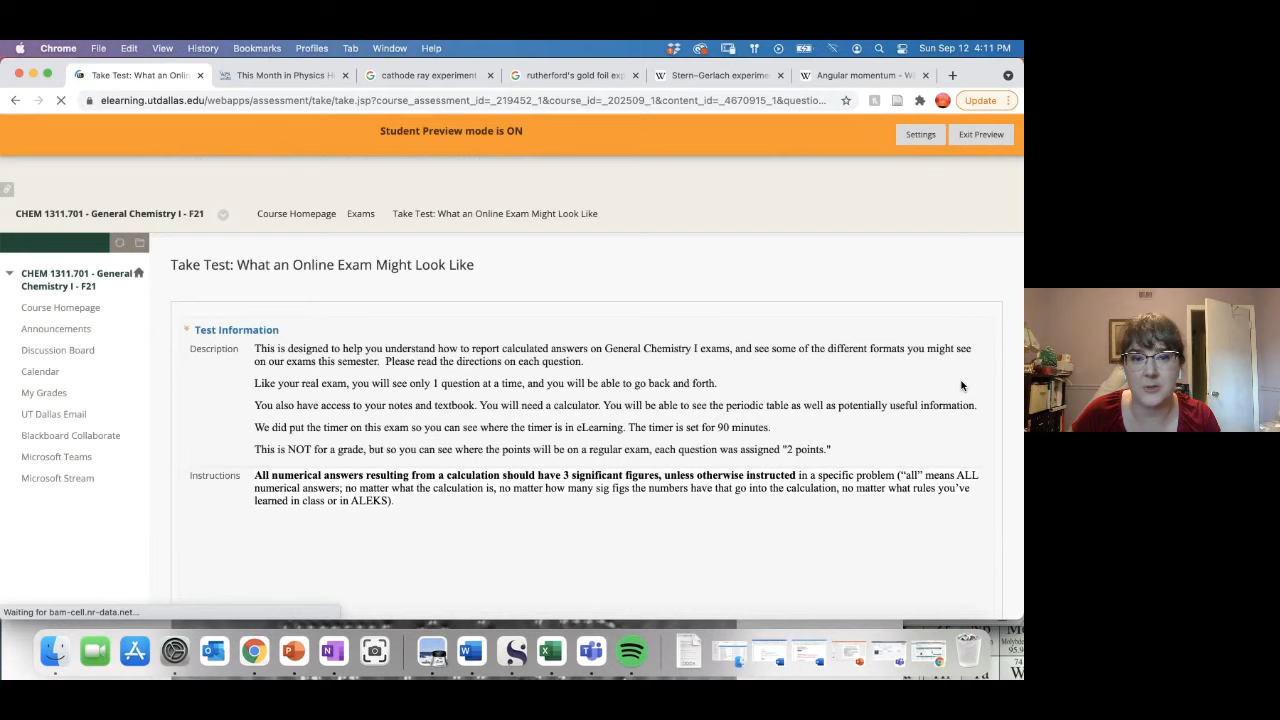 Chrome File Edit View History Bookmarks Profiles Tab Window Help Sun Sep 12 4:11 PM
Take Test: What an Onlin This Month in Physics Hi cathode ray experiment rutherford's gold foil exp Stern–Gerlach experime Angular momentum - W
elearning.utdallas.edu/webapps/assessment/take/take.jsp?course_assessment_id=_219452_1&course_id=_202509_1&content_id=_4670915_1&questio... Update
Student Preview mode is ON
Settings Exit Preview
CHEM 1311.701 - General Chemistry I - F21 Course Homepage Exams Take Test: What an Online Exam Might Look Like
CHEM 1311.701 - General
Chemistry I - F21
Course Homepage
Announcements
Discussion Board
Calendar
My Grades
UT Dallas Email
Blackboard Collaborate
Microsoft Teams
Microsoft Stream
Take Test: What an Online Exam Might Look Like
Test Information
Description This is designed to help you understand how to report calculated answers on General Chemistry I exams, and see some of the different formats you might see
on our exams this semester. Please read the directions on each question.
Like your real exam, you will see only 1 question at a time, and you will be able to go back and forth.
You also have access to your notes and textbook. You will need a calculator. You will be able to see the periodic table as well as potentially useful information.
We did put the timer on this exam so you can see where the timer is in eLearning. The timer is set for 90 minutes.
This is NOT for a grade, but so you can see where the points will be on a regular exam, each question was assigned "2 points."
Instructions All numerical answers resulting from a calculation should have 3 significant figures, unless otherwise instructed in a specific problem (“all” means ALL
numerical answers; no matter what the calculation is, no matter how many sig figs the numbers have that go into the calculation, no matter what rules you’ve
learned in class or in ALEKS).
Waiting for bam-cell.nr-data.net...